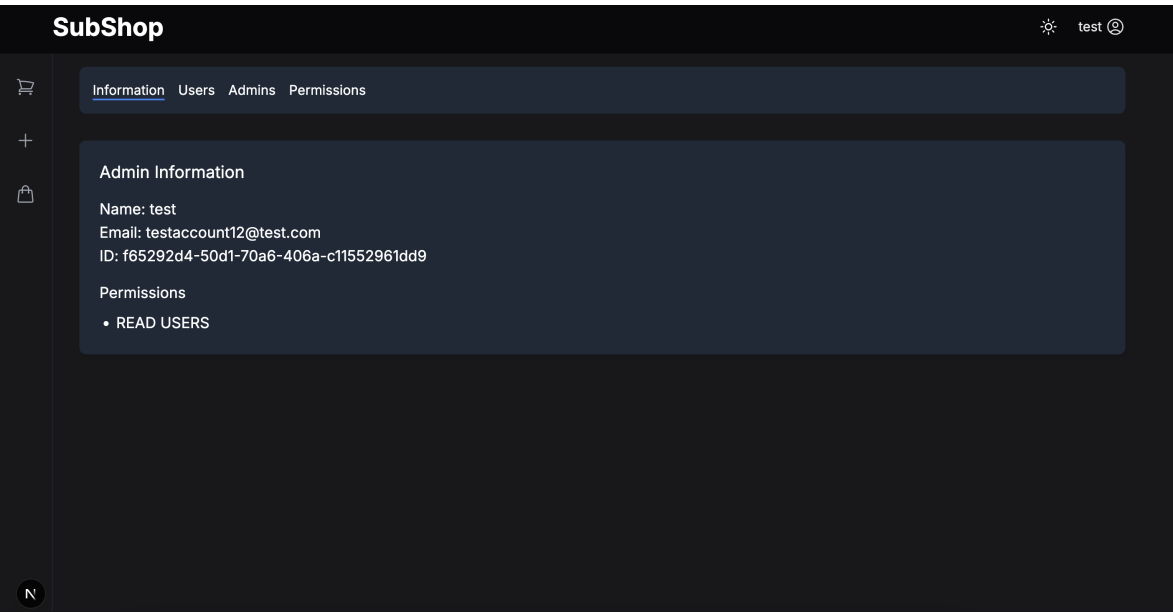 SubShop
test
Information Users Admins Permissions
Admin Information
Name: test
Email: testaccount12@test.com
ID: f65292d4-50d1-70a6-406a-c11552961dd9
Permissions
• READ USERS
N